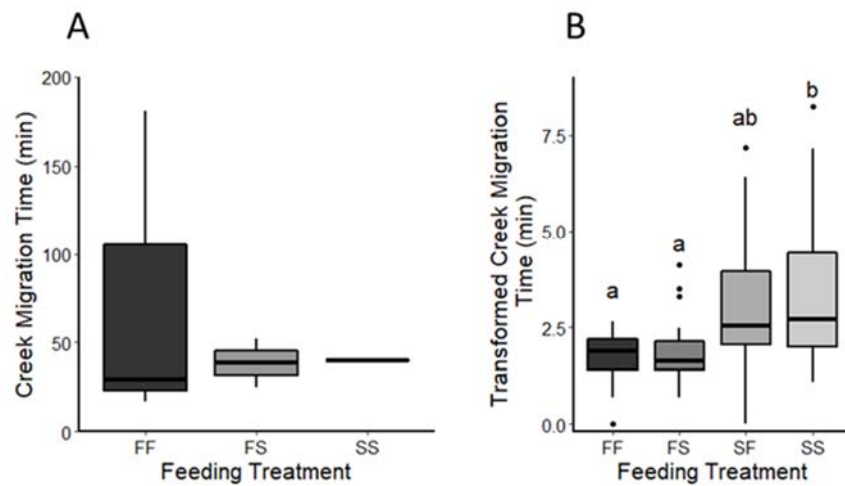 A
Creek Migration Time (min)
200
150
100
50
0
FF FS SS
Feeding Treatment
B
Transformed Creek Migration
Time (min)
7.5
5.0
2.5
0.0
a
a
ab
b
FF FS SF SS
Feeding Treatment